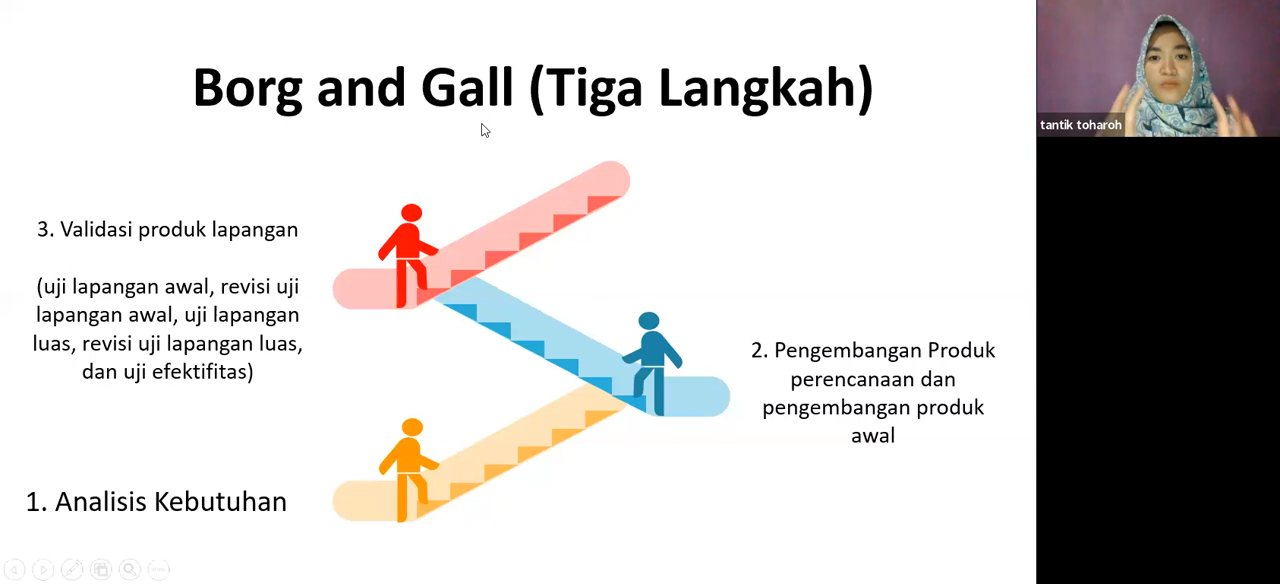 Borg and Gall (Tiga Langkah)
tantik toharoh
3. Validasi produk lapangan
(uji lapangan awal, revisi uji
lapangan awal, uji lapangan
luas, revisi uji lapangan luas,
dan uji efektifitas)
2. Pengembangan Produk
perencanaan dan
pengembangan produk
awal
1. Analisis Kebutuhan